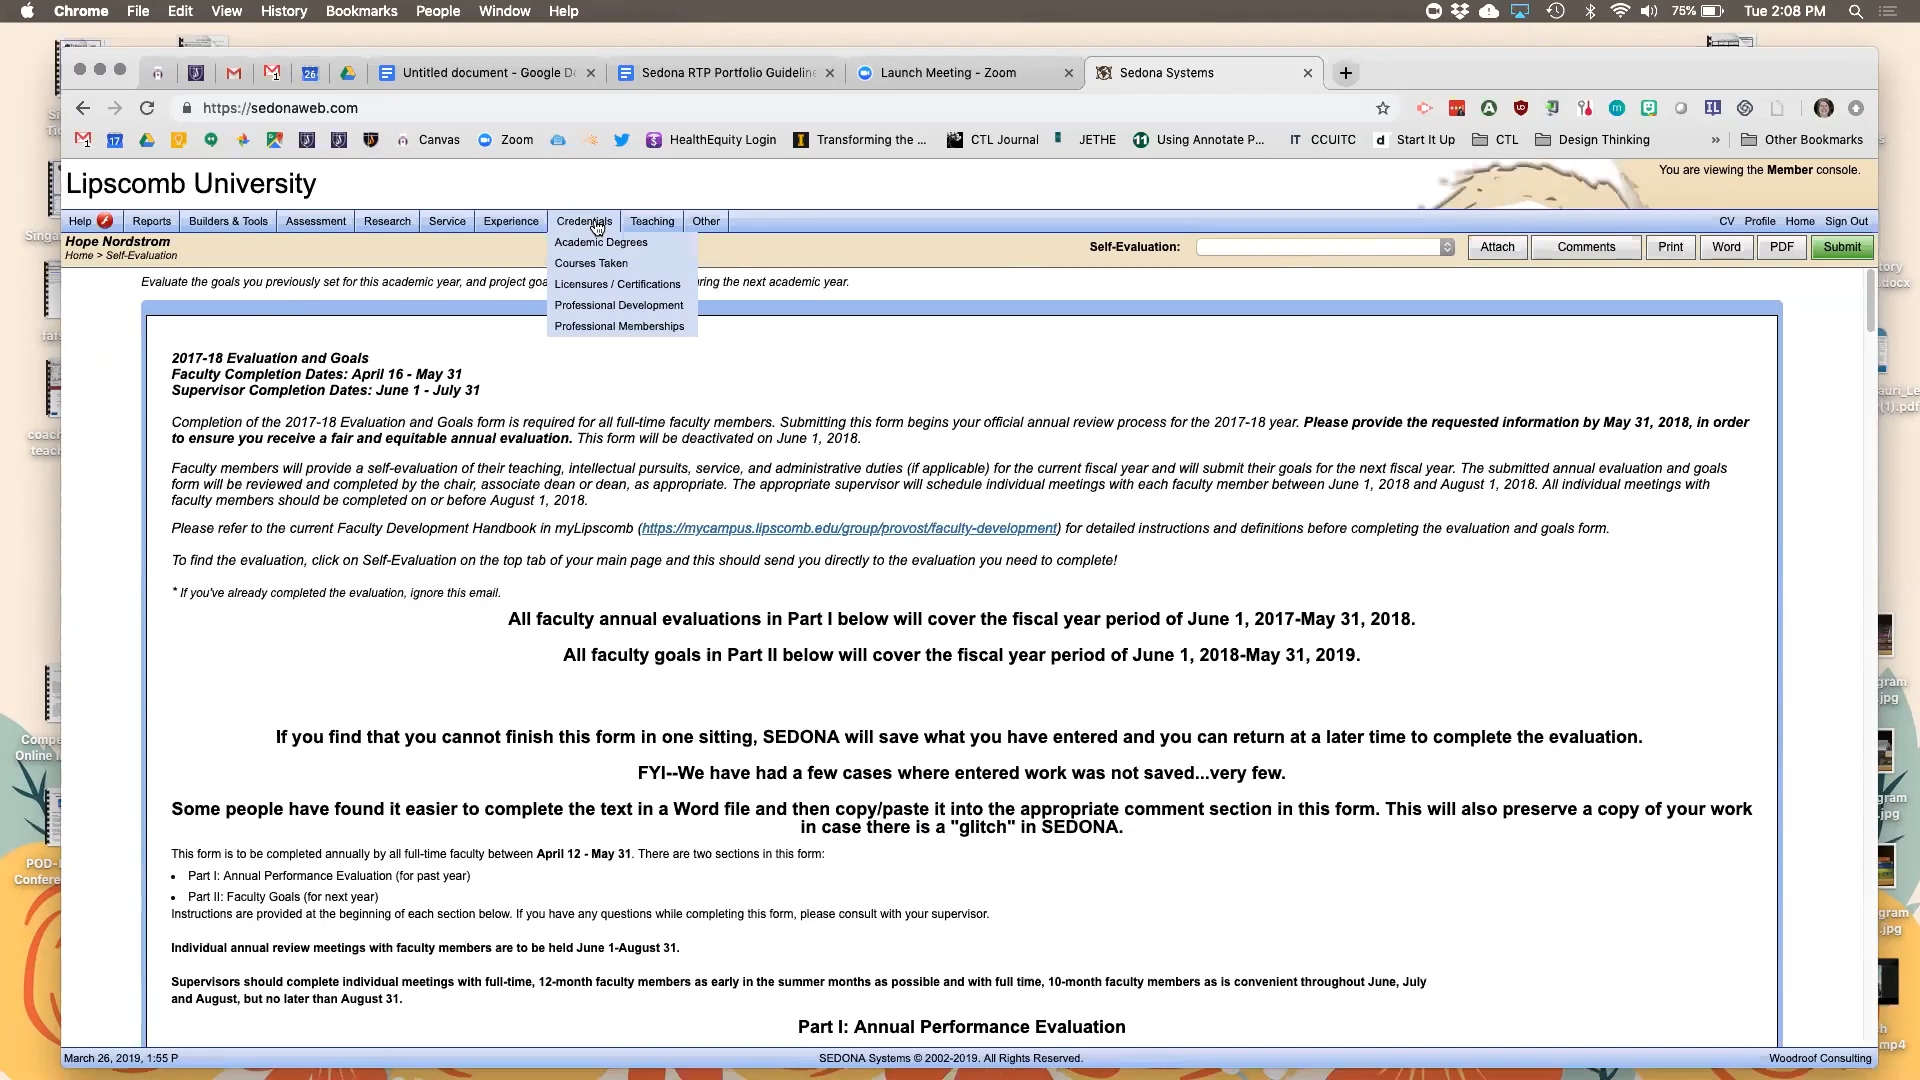 Chrome File Edit View History Bookmarks People Window Help 75% Tue 2:08 PM
Untitled document - Google D
Sedona RTP Portfolio Guideline
Launch Meeting - Zoom
Sedona Systems
https://sedonaweb.com
Canvas Zoom HealthEquity Login Transforming the ... CTL Journal JETHE Using Annotate P... IT CCUITC Start It Up CTL Design Thinking » Other Bookmarks
Lipscomb University
You are viewing the Member console.
Help Reports Builders & Tools Assessment Research Service Experience Credentials Teaching Other CV Profile Home Sign Out
Hope Nordstrom
Home > Self-Evaluation
Self-Evaluation: Attach Comments Print Word PDF Submit
Academic Degrees
Courses Taken
Licensures / Certifications
Professional Development
Professional Memberships
Evaluate the goals you previously set for this academic year, and project goa ring the next academic year.
2017-18 Evaluation and Goals
Faculty Completion Dates: April 16 - May 31
Supervisor Completion Dates: June 1 - July 31
Completion of the 2017-18 Evaluation and Goals form is required for all full-time faculty members. Submitting this form begins your official annual review process for the 2017-18 year. Please provide the requested information by May 31, 2018, in order
to ensure you receive a fair and equitable annual evaluation. This form will be deactivated on June 1, 2018.
Faculty members will provide a self-evaluation of their teaching, intellectual pursuits, service, and administrative duties (if applicable) for the current fiscal year and will submit their goals for the next fiscal year. The submitted annual evaluation and goals
form will be reviewed and completed by the chair, associate dean or dean, as appropriate. The appropriate supervisor will schedule individual meetings with each faculty member between June 1, 2018 and August 1, 2018. All individual meetings with
faculty members should be completed on or before August 1, 2018.
Please refer to the current Faculty Development Handbook in myLipscomb (https://mycampus.lipscomb.edu/group/provost/faculty-development) for detailed instructions and definitions before completing the evaluation and goals form.
To find the evaluation, click on Self-Evaluation on the top tab of your main page and this should send you directly to the evaluation you need to complete!
* If you've already completed the evaluation, ignore this email.
All faculty annual evaluations in Part I below will cover the fiscal year period of June 1, 2017-May 31, 2018.
All faculty goals in Part II below will cover the fiscal year period of June 1, 2018-May 31, 2019.
If you find that you cannot finish this form in one sitting, SEDONA will save what you have entered and you can return at a later time to complete the evaluation.
FYI--We have had a few cases where entered work was not saved...very few.
Some people have found it easier to complete the text in a Word file and then copy/paste it into the appropriate comment section in this form. This will also preserve a copy of your work
in case there is a "glitch" in SEDONA.
This form is to be completed annually by all full-time faculty between April 12 - May 31. There are two sections in this form:
• Part I: Annual Performance Evaluation (for past year)
• Part II: Faculty Goals (for next year)
Instructions are provided at the beginning of each section below. If you have any questions while completing this form, please consult with your supervisor.
Individual annual review meetings with faculty members are to be held June 1-August 31.
Supervisors should complete individual meetings with full-time, 12-month faculty members as early in the summer months as possible and with full time, 10-month faculty members as is convenient throughout June, July
and August, but no later than August 31.
Part I: Annual Performance Evaluation
March 26, 2019, 1:55 P
SEDONA Systems © 2002-2019. All Rights Reserved.
Woodroof Consulting